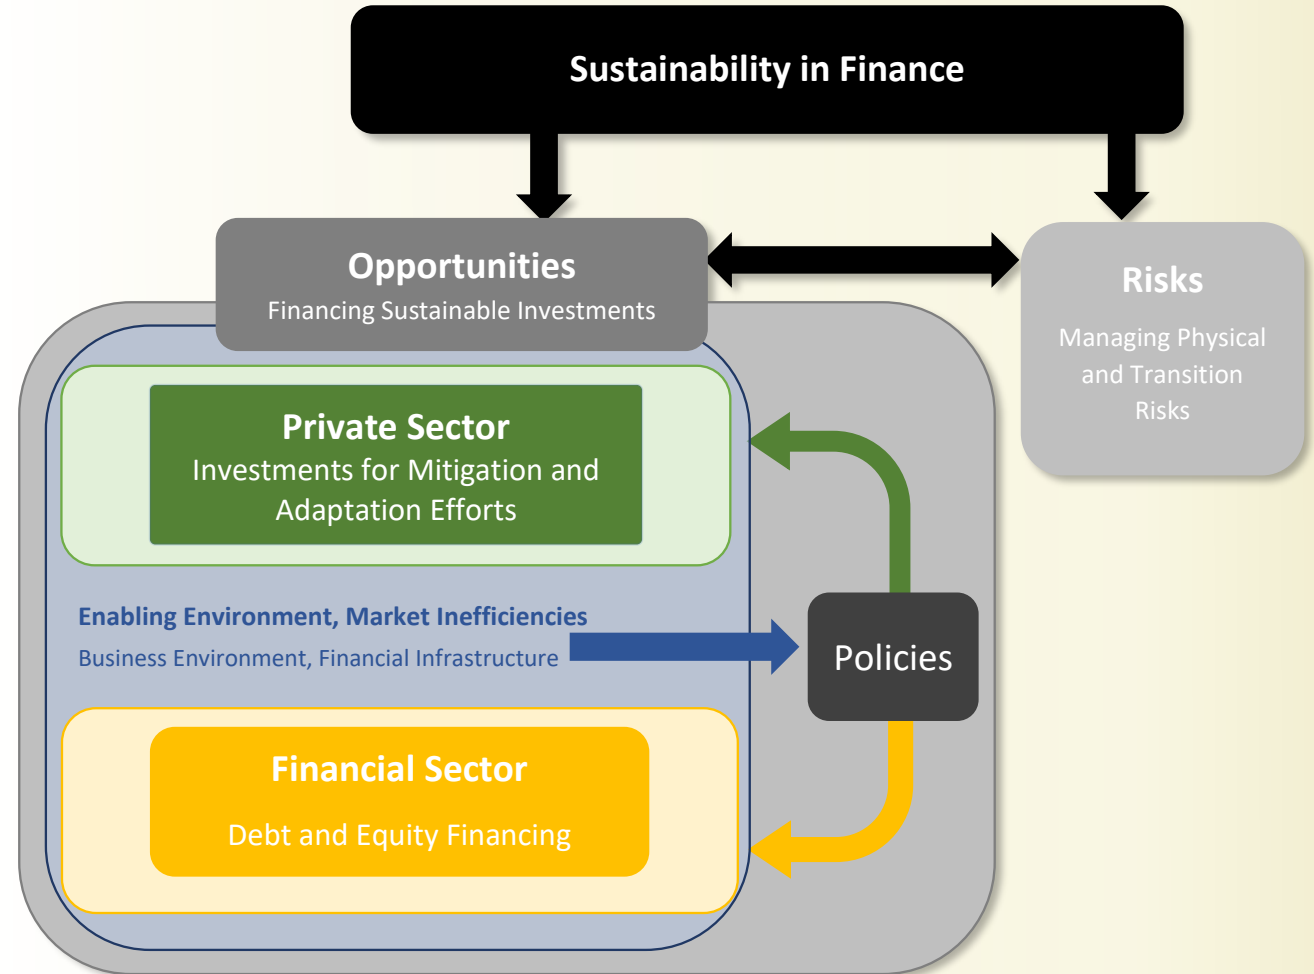 Sustainability in Finance
Opportunities
Financing Sustainable Investments
Risks
Managing Physical
and Transition
Risks
Private Sector
Investments for Mitigation and
Adaptation Efforts
Enabling Environment, Market Inefficiencies
Business Environment, Financial Infrastructure
Policies
Financial Sector
Debt and Equity Financing